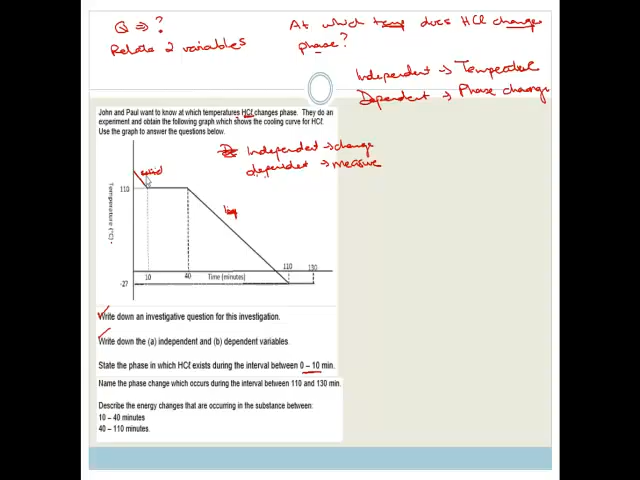 Q ⇒ ?
Relate 2 variables
At which temp does HCl change
phase?
Independent → Temperature
Dependent → Phase change
John and Paul want to know at which temperatures HCℓ changes phase. They do an
experiment and obtain the following graph which shows the cooling curve for HCℓ.
Use the graph to answer the questions below.
Independent → change
dependent → measure
110
Temperature (°C)
10
40
Time (minutes)
110
130
-27
Write down an investigative question for this investigation.
Write down the (a) independent and (b) dependent variables.
State the phase in which HCℓ exists during the interval between 0 – 10 min.
Name the phase change which occurs during the interval between 110 and 130 min.
Describe the energy changes that are occurring in the substance between:
10 – 40 minutes
40 – 110 minutes.